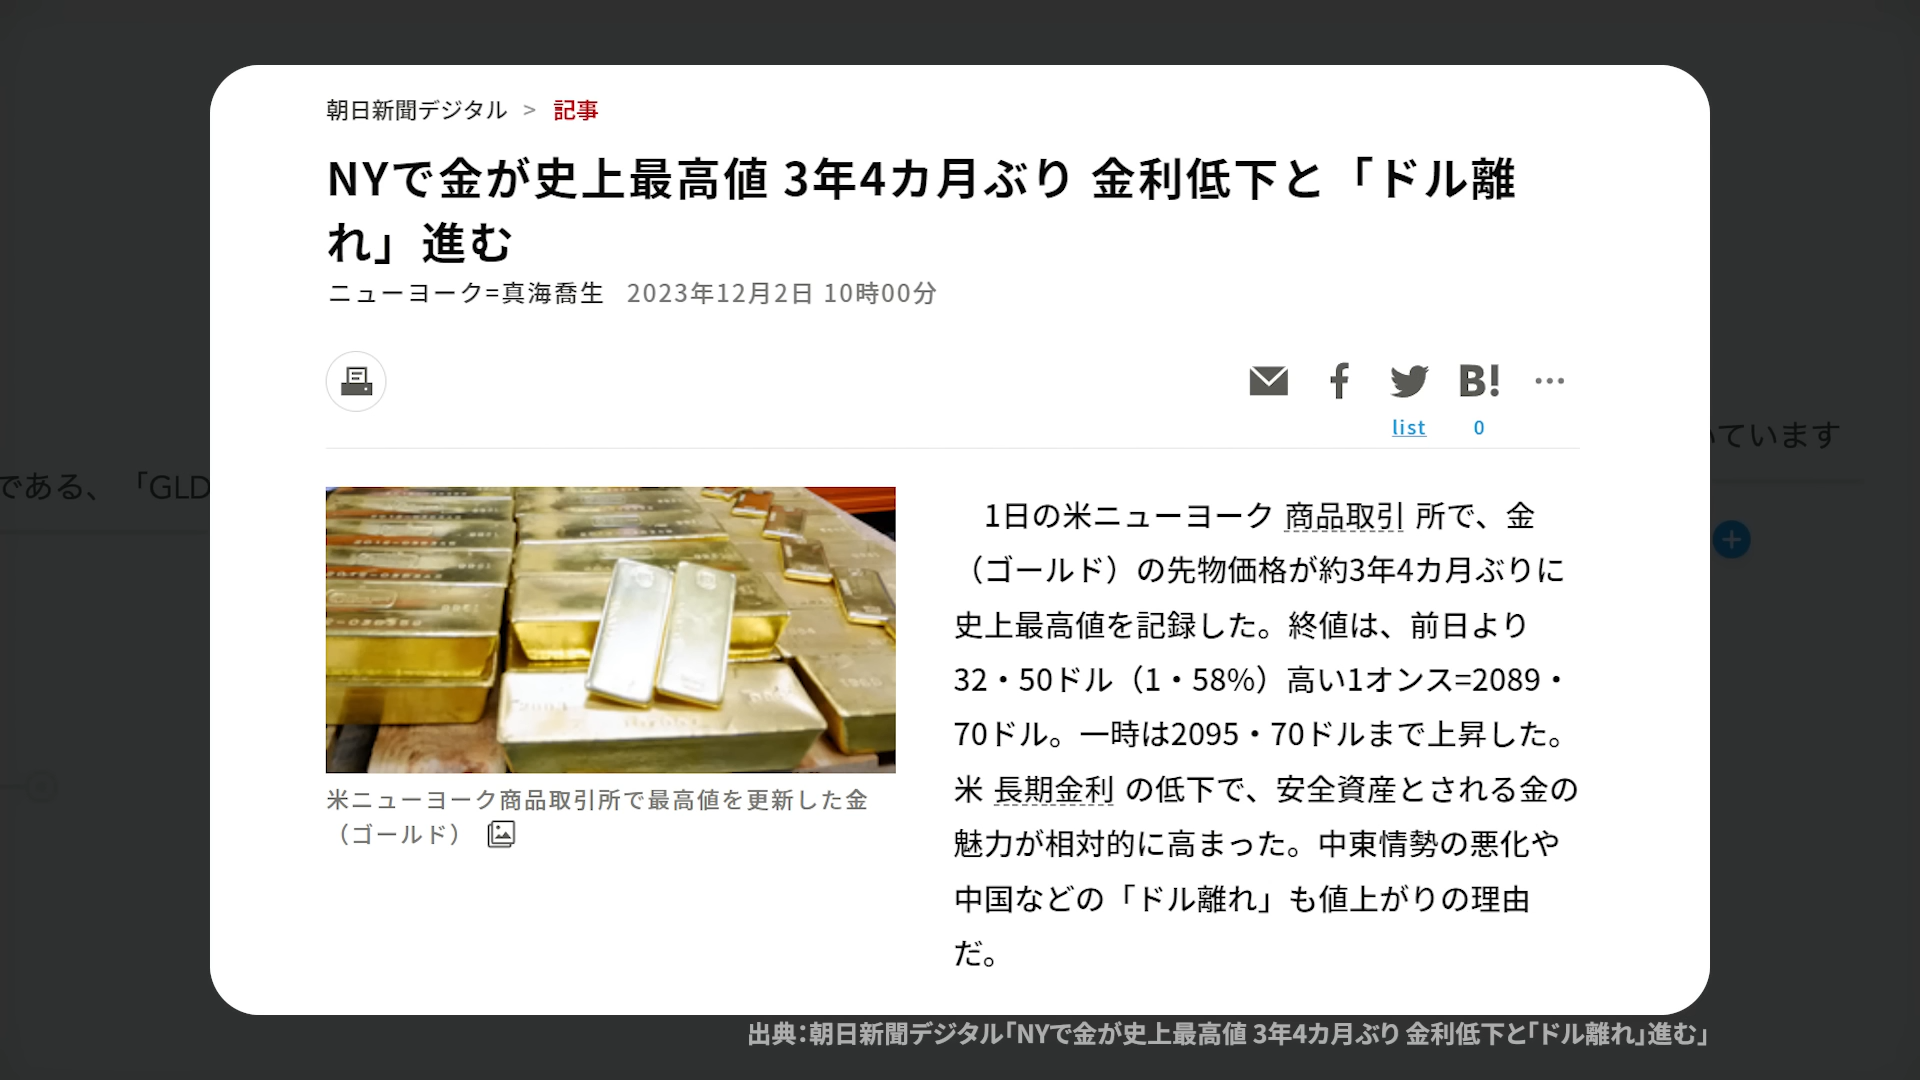 朝日新聞デジタル > 記事
NYで金が史上最高値 3年4カ月ぶり 金利低下と「ドル離
れ」進む
ニューヨーク=真海喬生 2023年12月2日 10時00分
B!
list
0
いています
である、「GLD
1日の米ニューヨーク 商品取引 所で、金
（ゴールド）の先物価格が約3年4カ月ぶりに
史上最高値を記録した。終値は、前日より
32・50ドル（1・58%）高い1オンス=2089・
70ドル。一時は2095・70ドルまで上昇した。
米 長期金利 の低下で、安全資産とされる金の
魅力が相対的に高まった。中東情勢の悪化や
中国などの「ドル離れ」も値上がりの理由
だ。
米ニューヨーク商品取引所で最高値を更新した金
（ゴールド）
出典：朝日新聞デジタル「NYで金が史上最高値 3年4カ月ぶり 金利低下と「ドル離れ」進む」